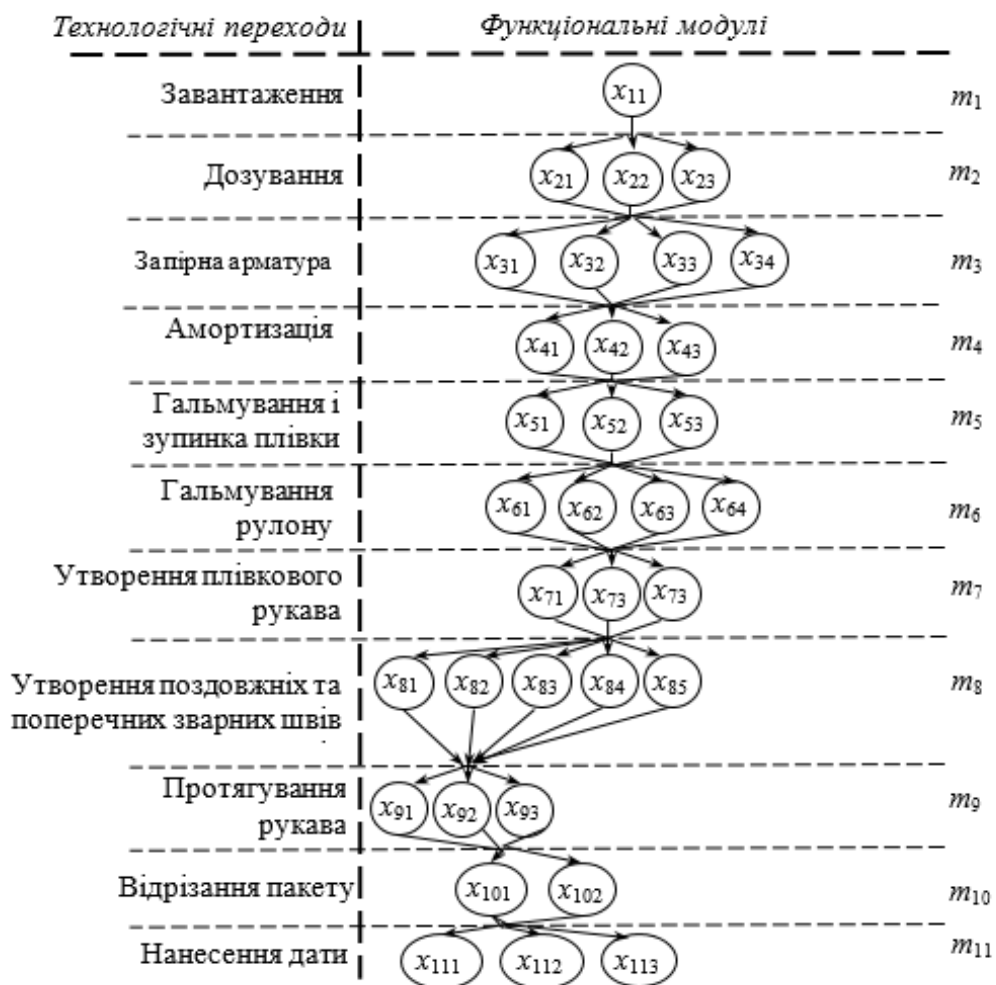 Технологічні переходи Функціональні модулі
Завантаження x11 m1
Дозування x21 x22 x23 m2
Запірна арматура x31 x32 x33 x34 m3
Амортизація x41 x42 x43 m4
Гальмування і
зупинка плівки x51 x52 x53 m5
Гальмування
рулону x61 x62 x63 x64 m6
Утворення плівкового
рукава x71 x73 x73 m7
Утворення поздовжніх та
поперечних зварних швів x81 x82 x83 x84 x85 m8
Протягування
рукава x91 x92 x93 m9
Відрізання пакету x101 x102 m10
Нанесення дати x111 x112 x113 m11